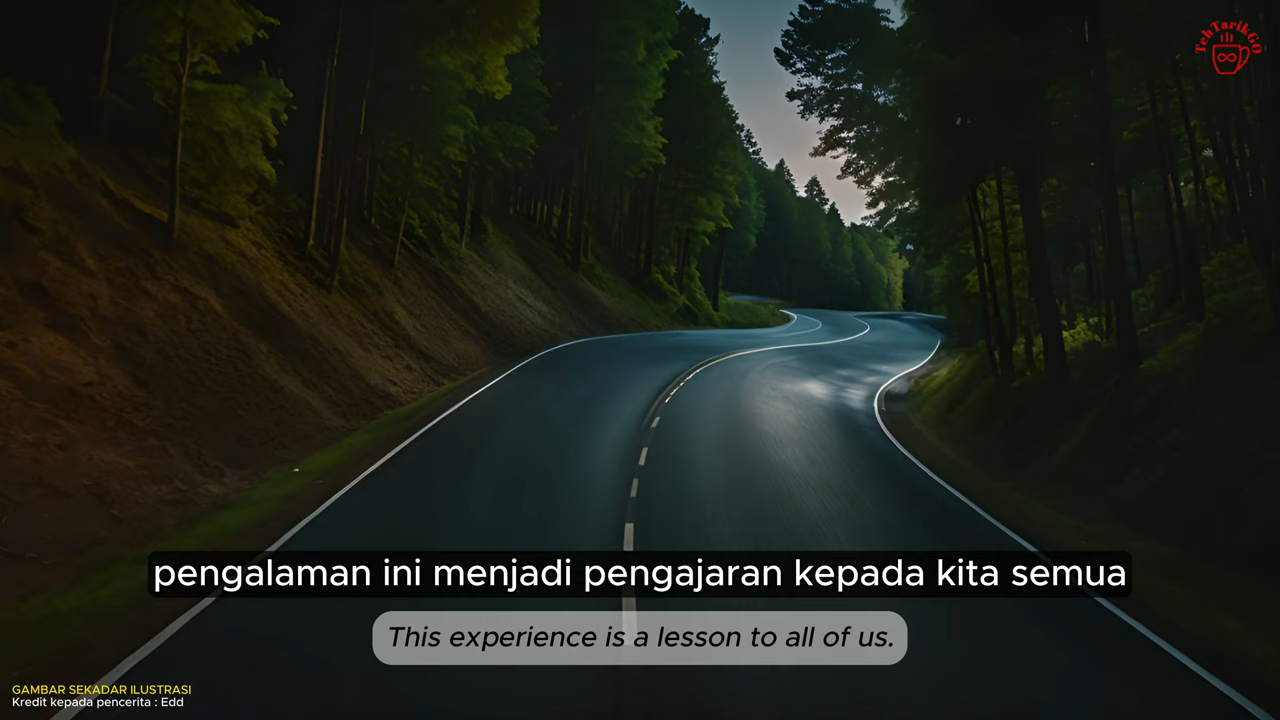 TehTarikGO
pengalaman ini menjadi pengajaran kepada kita semua
This experience is a lesson to all of us.
GAMBAR SEKADAR ILUSTRASI
Kredit kepada pencerita : Edd